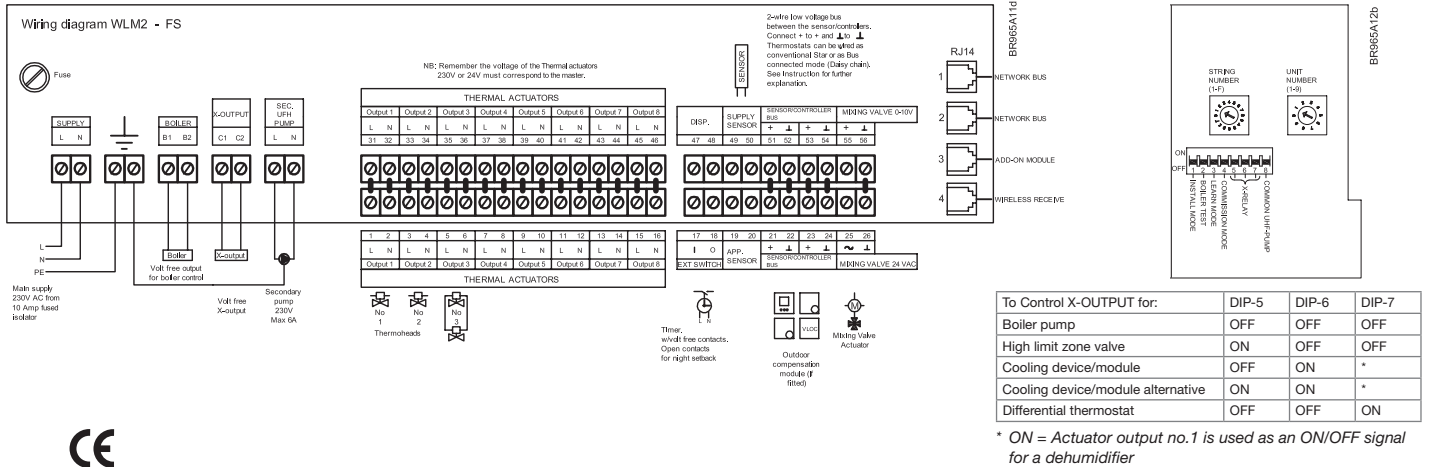 Wiring diagram WLM2 - FS
Fuse
SUPPLY
L N
BOILER
B1 B2
X-OUTPUT
C1 C2
SEC.
UFH
PUMP
L N
L
N
PE
Main supply
230V AC from
10 Amp fused
isolator
Boiler
Volt free output
for boiler control
X-output
Volt free
X-output
Secondary
pump
230V
Max 6A
NB: Remember the voltage of the Thermal actuators
230V or 24V must correspond to the master.
THERMAL ACTUATORS
Output 1 Output 2 Output 3 Output 4 Output 5 Output 6 Output 7 Output 8
L N L N L N L N L N L N L N L N
31 32 33 34 35 36 37 38 39 40 41 42 43 44 45 46
1 2 3 4 5 6 7 8 9 10 11 12 13 14 15 16
L N L N L N L N L N L N L N L N
Output 1 Output 2 Output 3 Output 4 Output 5 Output 6 Output 7 Output 8
THERMAL ACTUATORS
No
1
No
2
No
3
Thermoheads
SENSOR
2-wire low voltage bus
between the sensor/controllers.
Connect + to + and ⊥ to ⊥
Thermostats can be wired as
conventional Star or as Bus
connected mode (Daisy chain).
See Instruction for further
explanation.
DISP.
SUPPLY
SENSOR
SENSOR/CONTROLLER
BUS
MIXING VALVE 0-10V
+ ⊥ + ⊥ + ⊥
47 48 49 50 51 52 53 54 55 56
17 18 19 20 21 22 23 24 25 26
I O
APP.
SENSOR
+ ⊥ + ⊥ ~ ⊥
EXT SWITCH
SENSOR/CONTROLLER
BUS
MIXING VALVE 24 VAC
L N
Timer.
w/volt free contacts.
Open contacts
for night setback
VLOC
Outdoor
compensation
module (if
fitted)
M
Mixing Valve
Actuator
RJ14
1 NETWORK BUS
2 NETWORK BUS
3 ADD-ON MODULE
4 WIRELESS RECEIVE
BR965A11d
BR965A12b
STRING
NUMBER
(1-F)
UNIT
NUMBER
(1-9)
ON
OFF
1 2 3 4 5 6 7 8
INSTALL MODE
BOILER TEST
LEARN MODE
COMMISSION MODE
X-RELAY
COMMON UHF-PUMP
To Control X-OUTPUT for: DIP-5 DIP-6 DIP-7
Boiler pump OFF OFF OFF
High limit zone valve ON OFF OFF
Cooling device/module OFF ON *
Cooling device/module alternative ON ON *
Differential thermostat OFF OFF ON
* ON = Actuator output no.1 is used as an ON/OFF signal
for a dehumidifier
CE